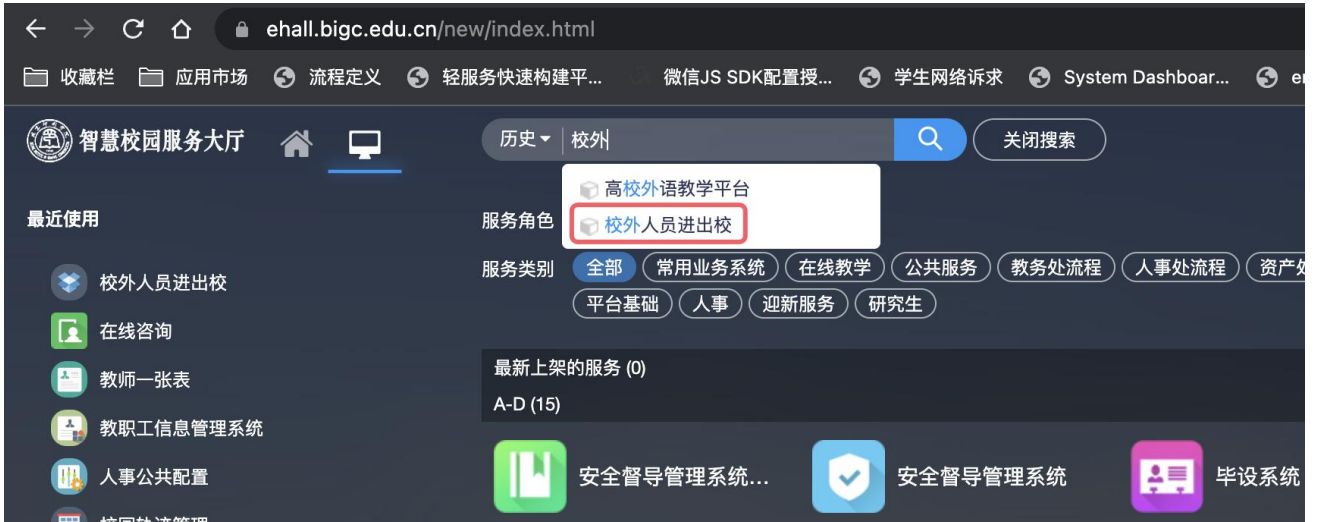 ehall.bigc.edu.cn/new/index.html
收藏栏 应用市场 流程定义 轻服务快速构建平... 微信JS SDK配置授... 学生网络诉求 System Dashboar...
智慧校园服务大厅 历史 校外 关闭搜索
高校外语教学平台
最近使用 服务角色 校外人员进出校
校外人员进出校 服务类别 全部 常用业务系统 在线教学 公共服务 教务处流程 人事处流程
平台基础 人事 迎新服务 研究生
在线咨询
最新上架的服务 (0)
教师一张表
A-D (15)
教职工信息管理系统
人事公共配置 安全督导管理系统... 安全督导管理系统 毕设系统